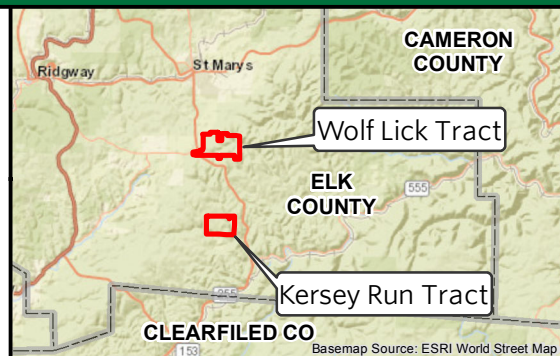 CAMERON
COUNTY
St Marys
Ridgway
Wolf Lick Tract
ELK
COUNTY
555
Kersey Run Tract
255
CLEARFILED CO
153
Basemap Source: ESRI World Street Map